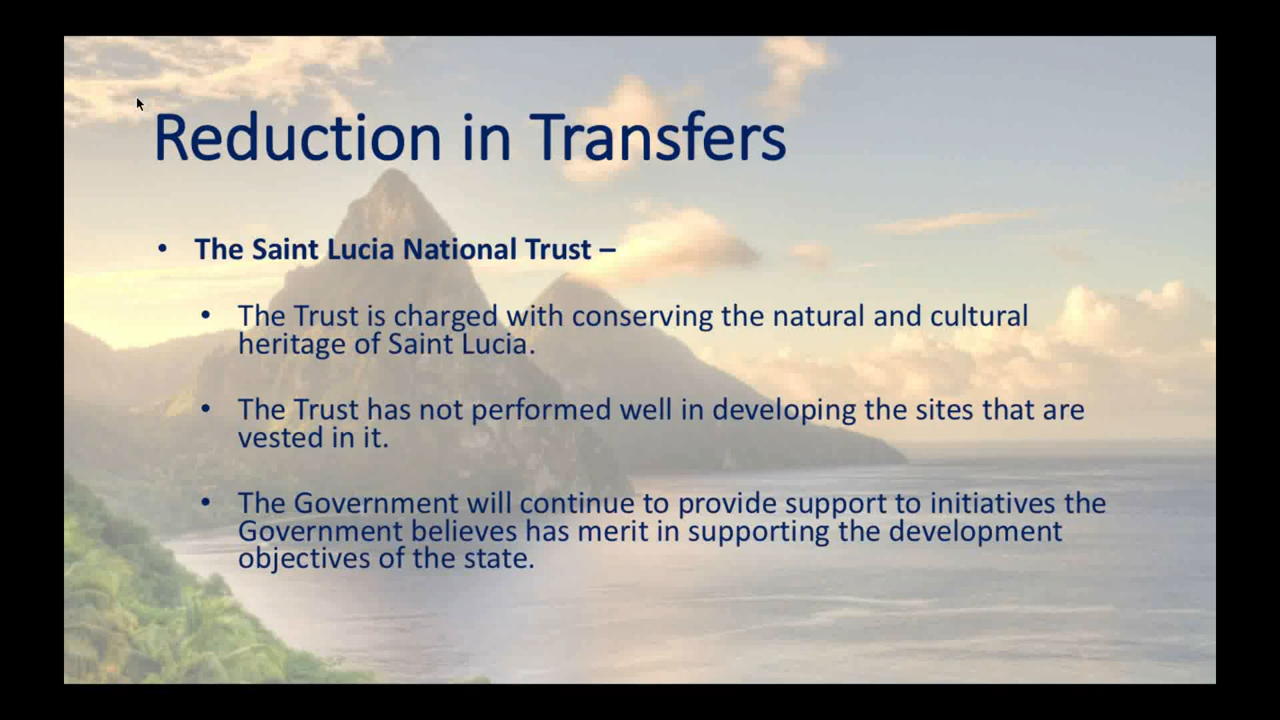 Reduction in Transfers
• The Saint Lucia National Trust –
• The Trust is charged with conserving the natural and cultural
heritage of Saint Lucia.
• The Trust has not performed well in developing the sites that are
vested in it.
• The Government will continue to provide support to initiatives the
Government believes has merit in supporting the development
objectives of the state.